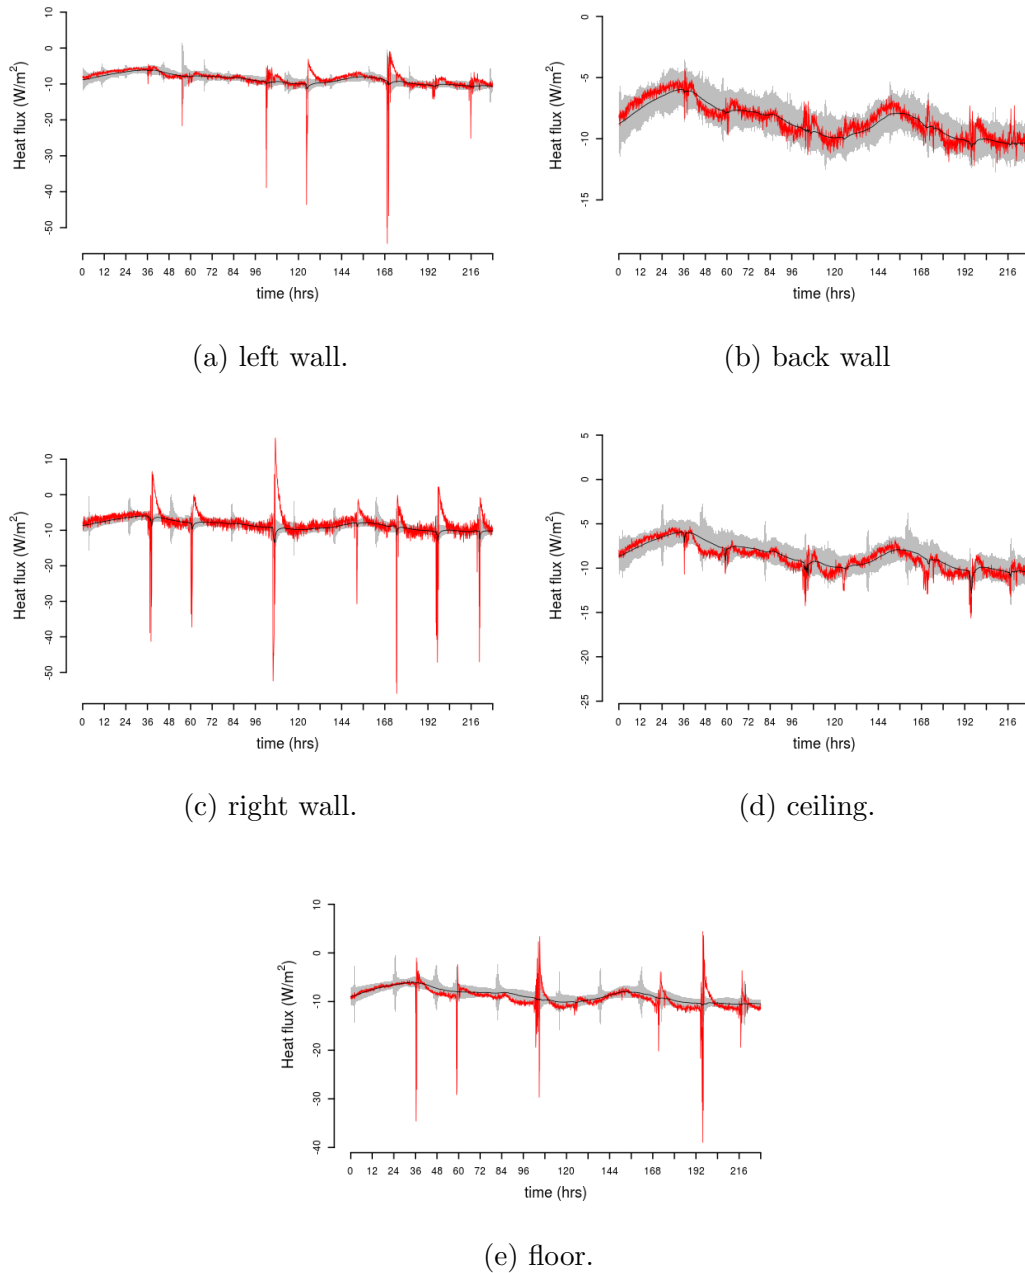 10
0
-10
-20
-30
-40
-50
Heat flux (W/m²)
0 12 24 36 48 60 72 84 96 120 144 168 192 216
time (hrs)
(a) left wall.
0
-5
-10
-15
Heat flux (W/m²)
0 12 24 36 48 60 72 84 96 120 144 168 192 216
time (hrs)
(b) back wall
10
0
-10
-20
-30
-40
-50
Heat flux (W/m²)
0 12 24 36 48 60 72 84 96 120 144 168 192 216
time (hrs)
(c) right wall.
5
0
-5
-10
-15
-20
-25
Heat flux (W/m²)
0 12 24 36 48 60 72 84 96 120 144 168 192 216
time (hrs)
(d) ceiling.
10
0
-10
-20
-30
-40
Heat flux (W/m²)
0 12 24 36 48 60 72 84 96 120 144 168 192 216
time (hrs)
(e) floor.